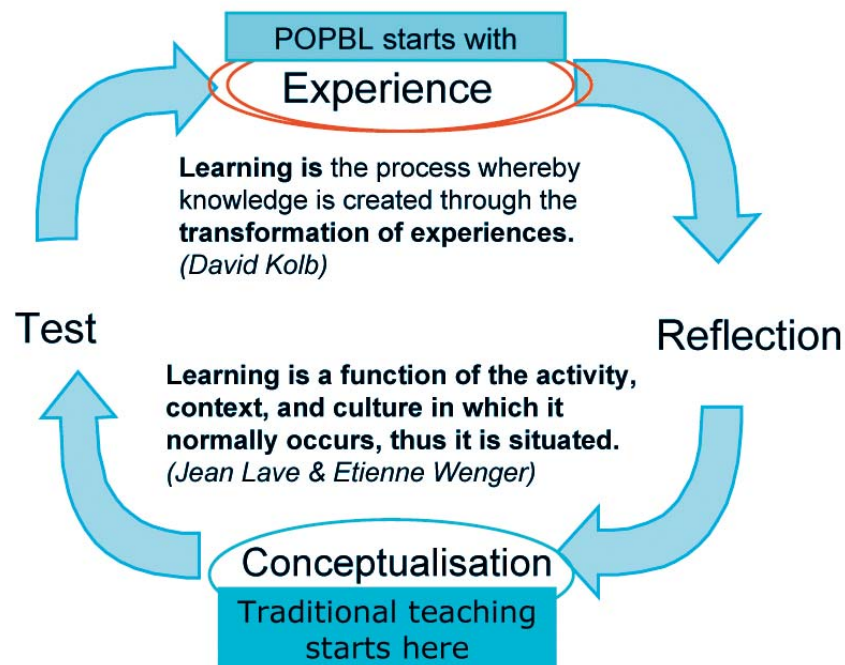 POPBL starts with
Experience
Learning is the process whereby
knowledge is created through the
transformation of experiences.
(David Kolb)
Test
Reflection
Learning is a function of the activity,
context, and culture in which it
normally occurs, thus it is situated.
(Jean Lave & Etienne Wenger)
Conceptualisation
Traditional teaching
starts here